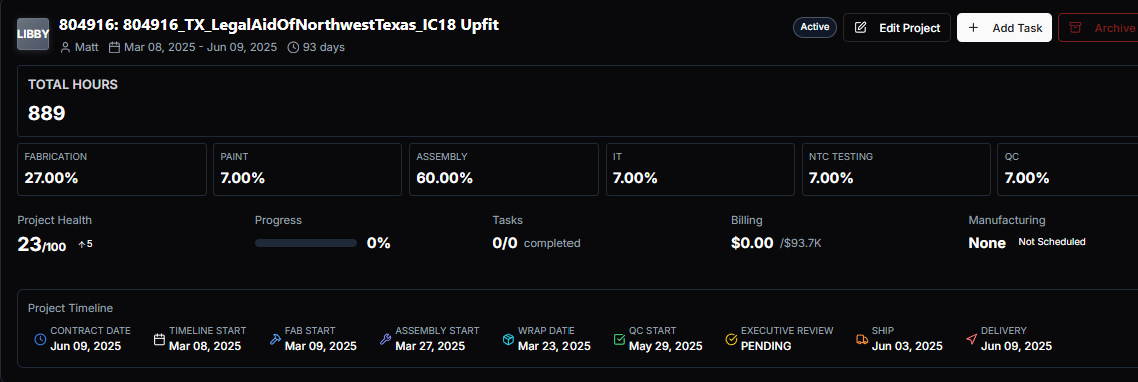 LIBBY
804916: 804916_TX_LegalAidOfNorthwestTexas_IC18 Upfit
Matt Mar 08, 2025 - Jun 09, 2025 93 days
Active Edit Project + Add Task Archive
TOTAL HOURS
889
FABRICATION PAINT ASSEMBLY IT NTC TESTING QC
27.00% 7.00% 60.00% 7.00% 7.00% 7.00%
Project Health Progress Tasks Billing Manufacturing
23/100 ↑5 0% 0/0 completed $0.00 /$93.7K None Not Scheduled
Project Timeline
CONTRACT DATE TIMELINE START FAB START ASSEMBLY START WRAP DATE QC START EXECUTIVE REVIEW SHIP DELIVERY
Jun 09, 2025 Mar 08, 2025 Mar 09, 2025 Mar 27, 2025 Mar 23, 2025 May 29, 2025 PENDING Jun 03, 2025 Jun 09, 2025